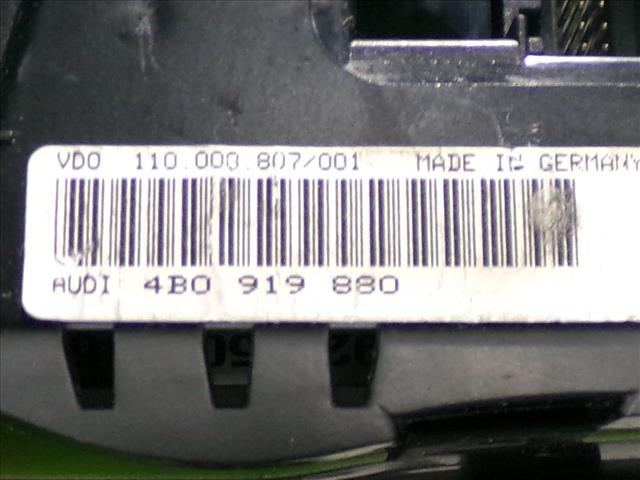 VDO 110.008.807/001 MADE IN GERMANY
AUDI 4B0 919 880